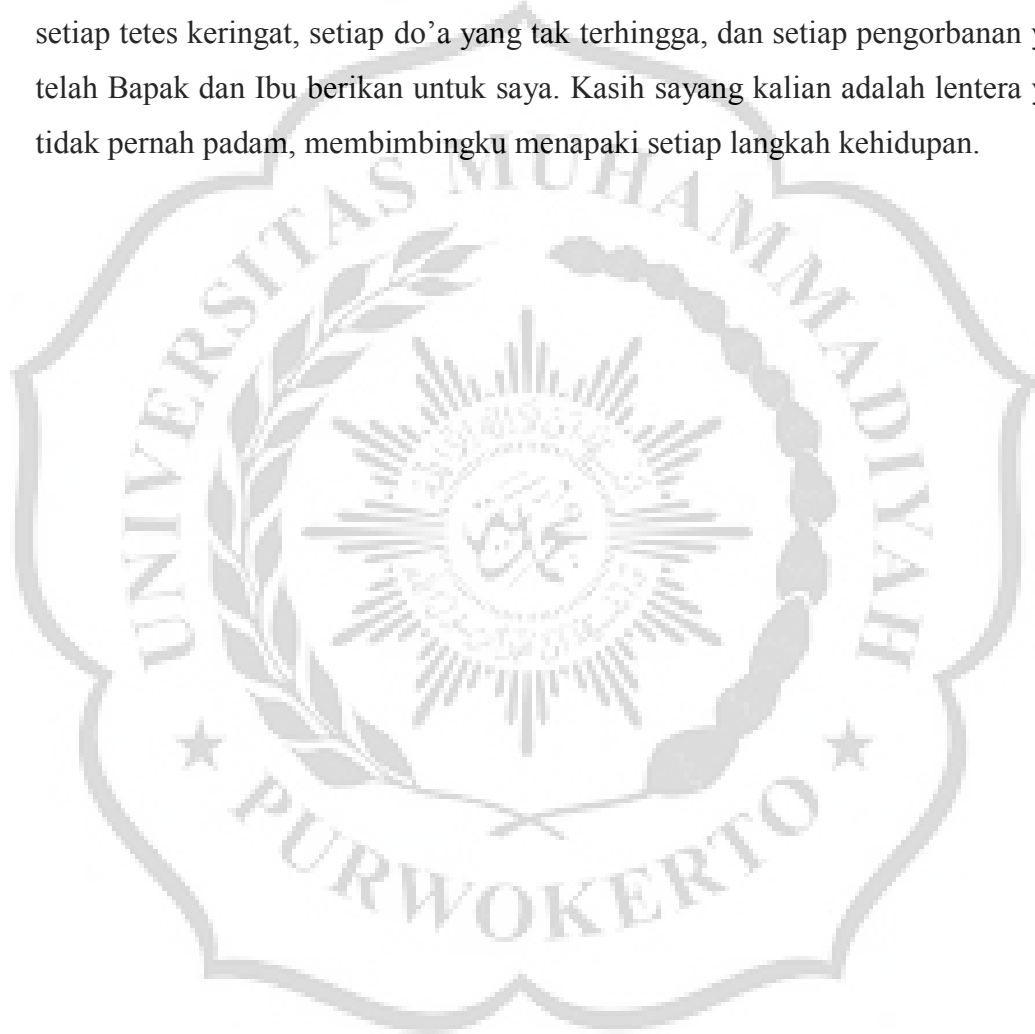 setiap tetes keringat, setiap do’a yang tak terhingga, dan setiap pengorbanan
telah Bapak dan Ibu berikan untuk saya. Kasih sayang kalian adalah lentera
tidak pernah padam, membimbingku menapaki setiap langkah kehidupan.
UNIVERSITAS MUHAMMADIYAH
PURWOKERTO